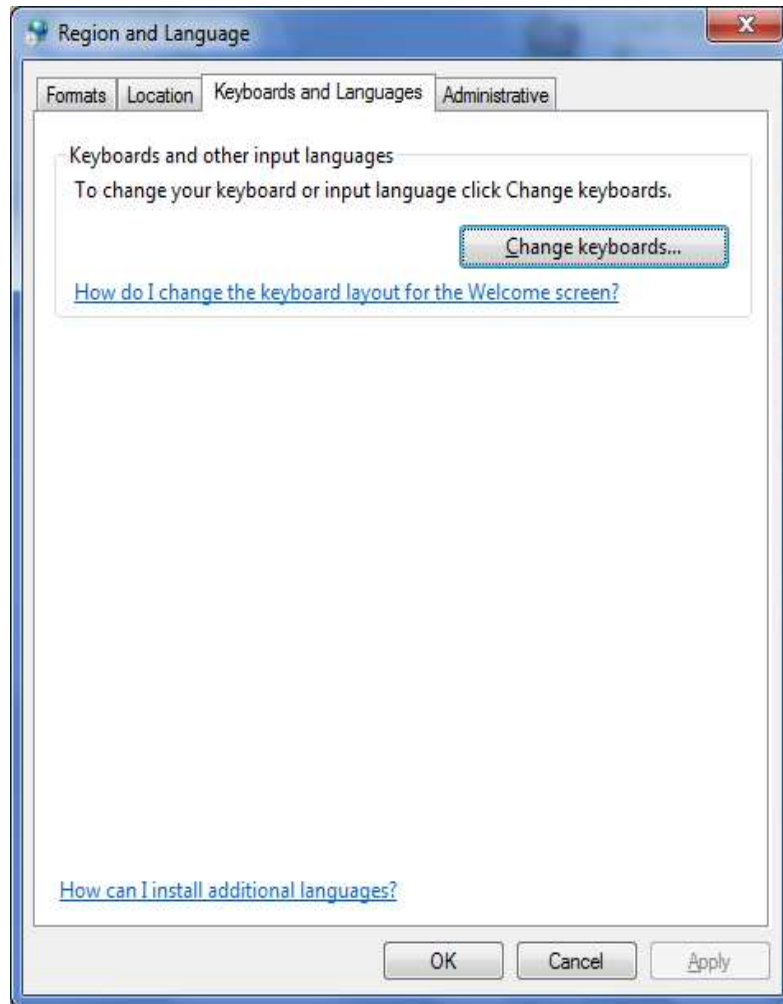 Region and Language
Formats Location Keyboards and Languages Administrative
Keyboards and other input languages
To change your keyboard or input language click Change keyboards.
Change keyboards...
How do I change the keyboard layout for the Welcome screen?
How can I install additional languages?
OK Cancel Apply